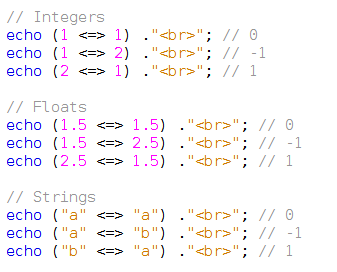 // Integers
echo (1 <=> 1) ."<br>"; // 0
echo (1 <=> 2) ."<br>"; // -1
echo (2 <=> 1) ."<br>"; // 1
// Floats
echo (1.5 <=> 1.5) ."<br>"; // 0
echo (1.5 <=> 2.5) ."<br>"; // -1
echo (2.5 <=> 1.5) ."<br>"; // 1
// Strings
echo ("a" <=> "a") ."<br>"; // 0
echo ("a" <=> "b") ."<br>"; // -1
echo ("b" <=> "a") ."<br>"; // 1